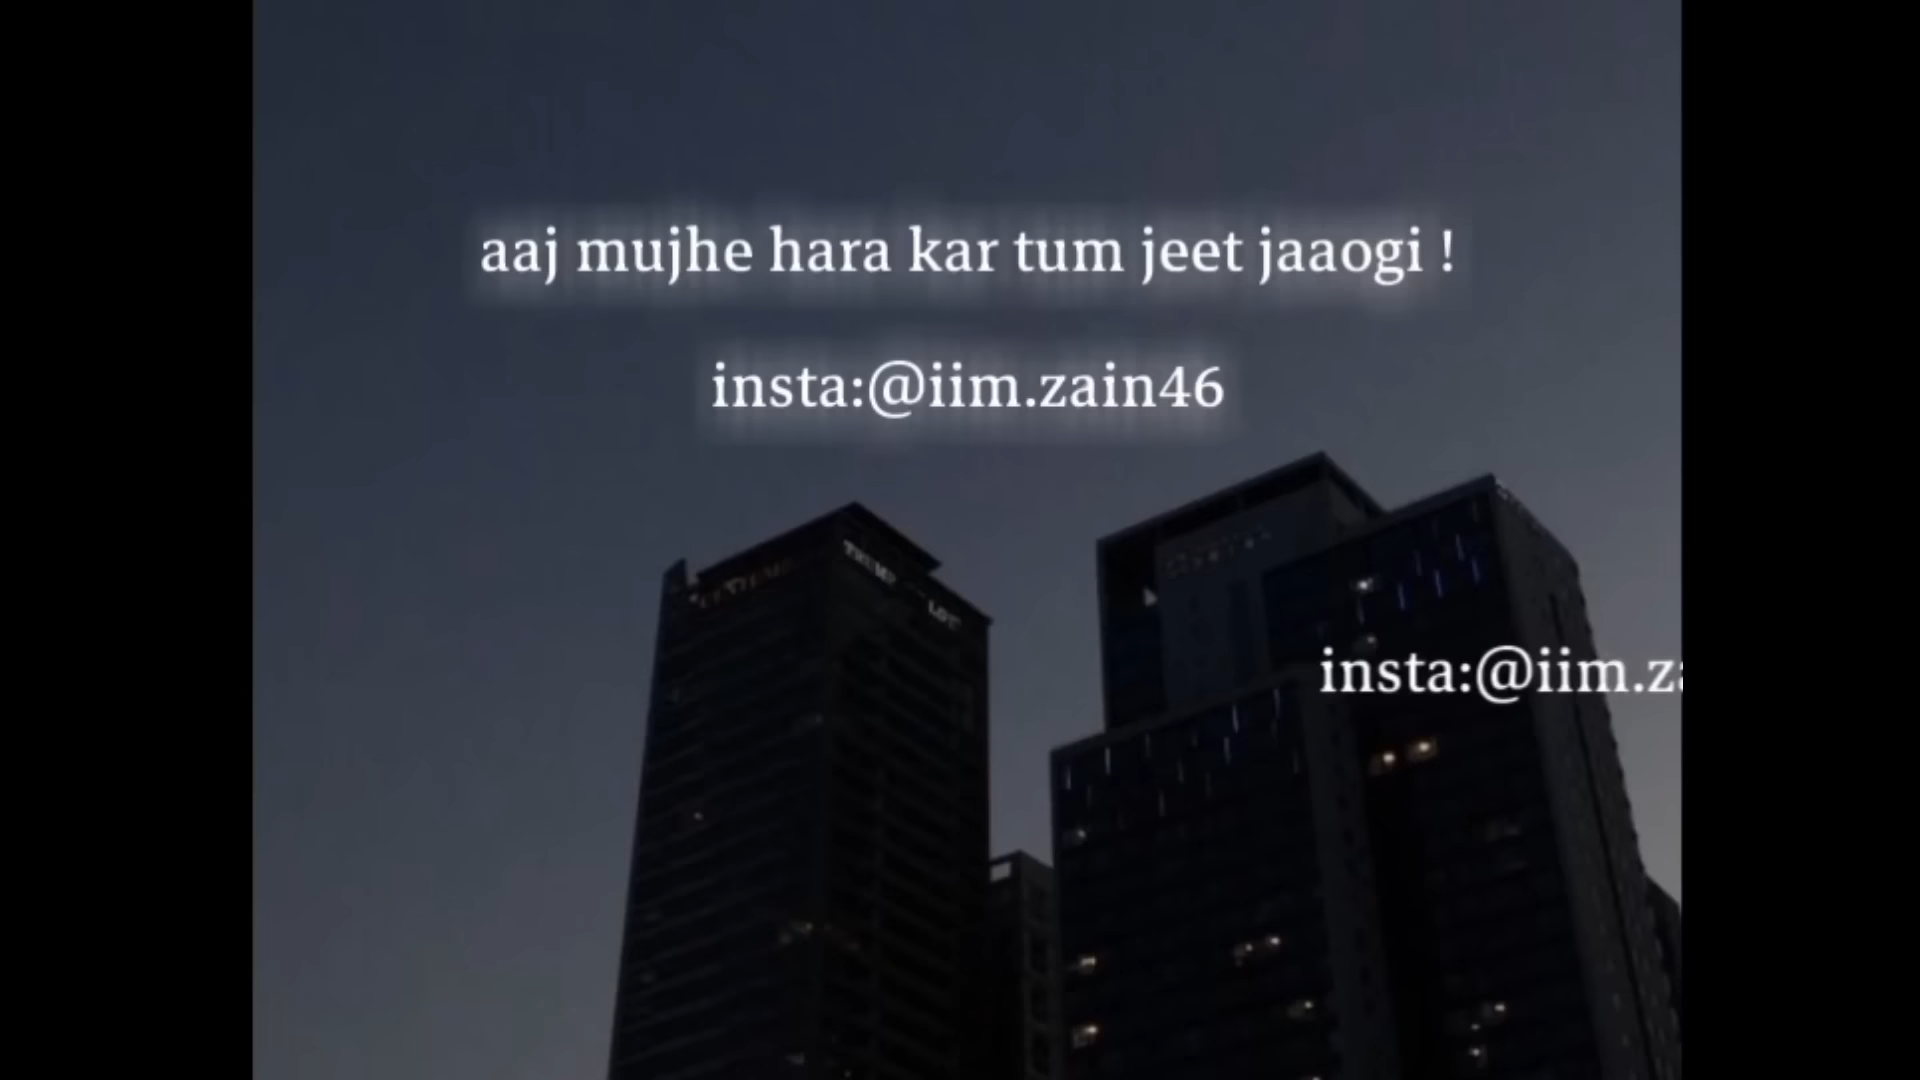 aaj mujhe hara kar tum jeet jaaogi !
insta:@iim.zain46
insta:@iim.z